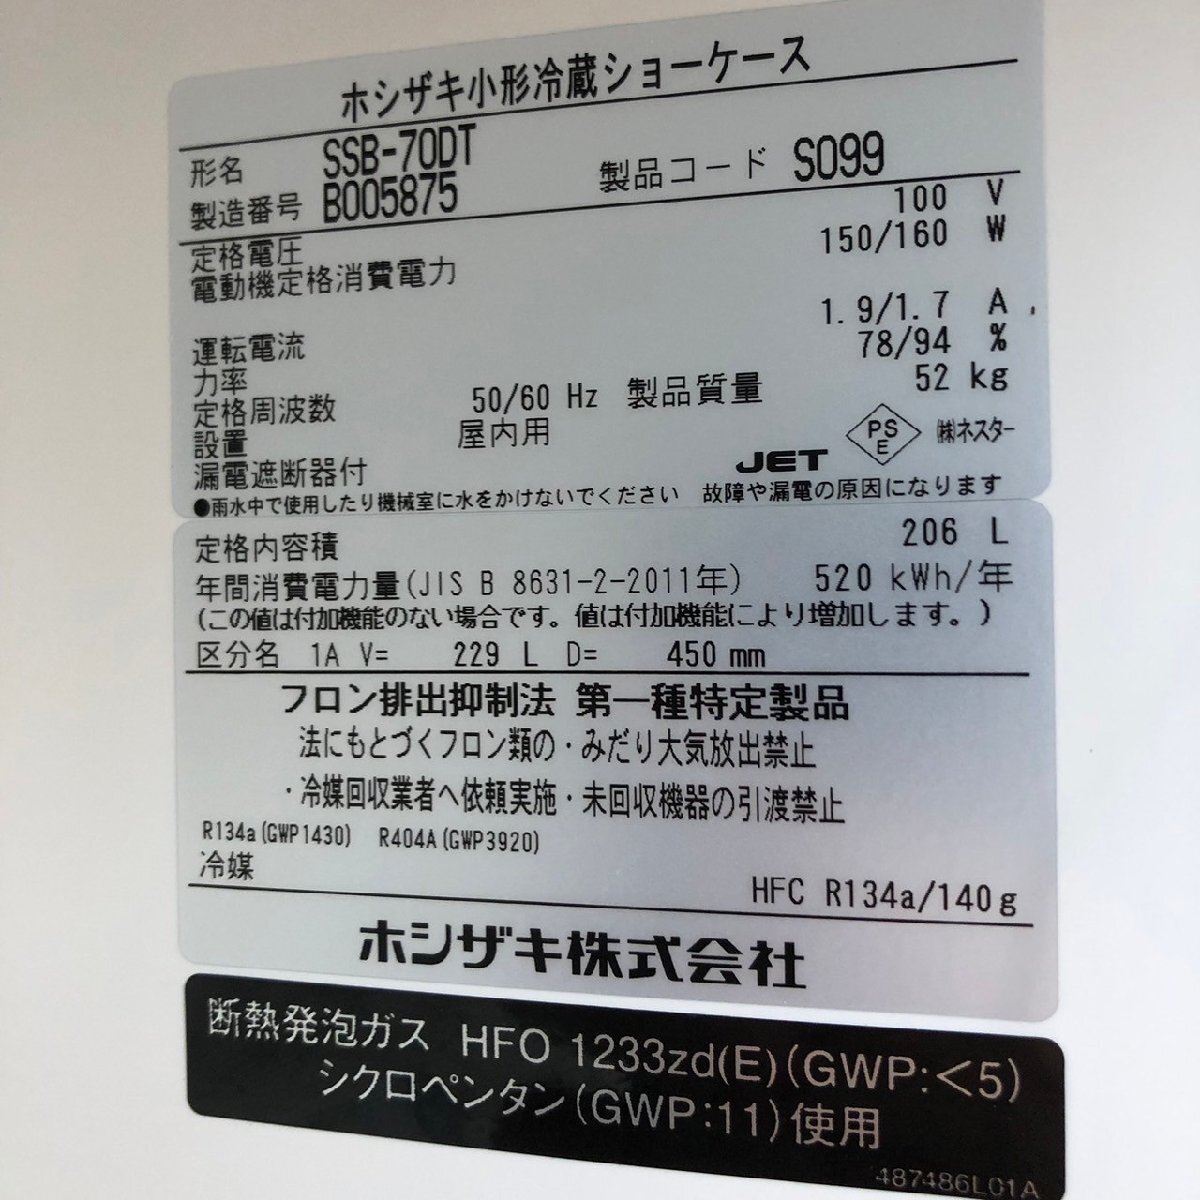 ホシザキ小形冷蔵ショーケース
形名 SSB-70DT
製造番号 B005875 製品コード S099
定格電圧 100 V
電動機定格消費電力 150/160 W
運転電流 1.9/1.7 A
力率 78/94 %
定格周波数 50/60 Hz 製品質量 52 kg
設置 屋内用
漏電遮断器付 JET PSE ㈱ネスター
●雨水中で使用したり機械室に水をかけないでください 故障や漏電の原因になります
定格内容積 206 L
年間消費電力量(JIS B 8631-2-2011年) 520 kWh/年
(この値は付加機能のない場合です。値は付加機能により増加します。)
区分名 1A V= 229 L D= 450 mm
フロン排出抑制法 第一種特定製品
法にもとづくフロン類の・みだり大気放出禁止
・冷媒回収業者へ依頼実施・未回収機器の引渡禁止
R134a(GWP1430) R404A(GWP3920)
冷媒 HFC R134a/140g
ホシザキ株式会社
断熱発泡ガス HFO 1233zd(E)(GWP:<5)
シクロペンタン(GWP:11)使用
487486L01A